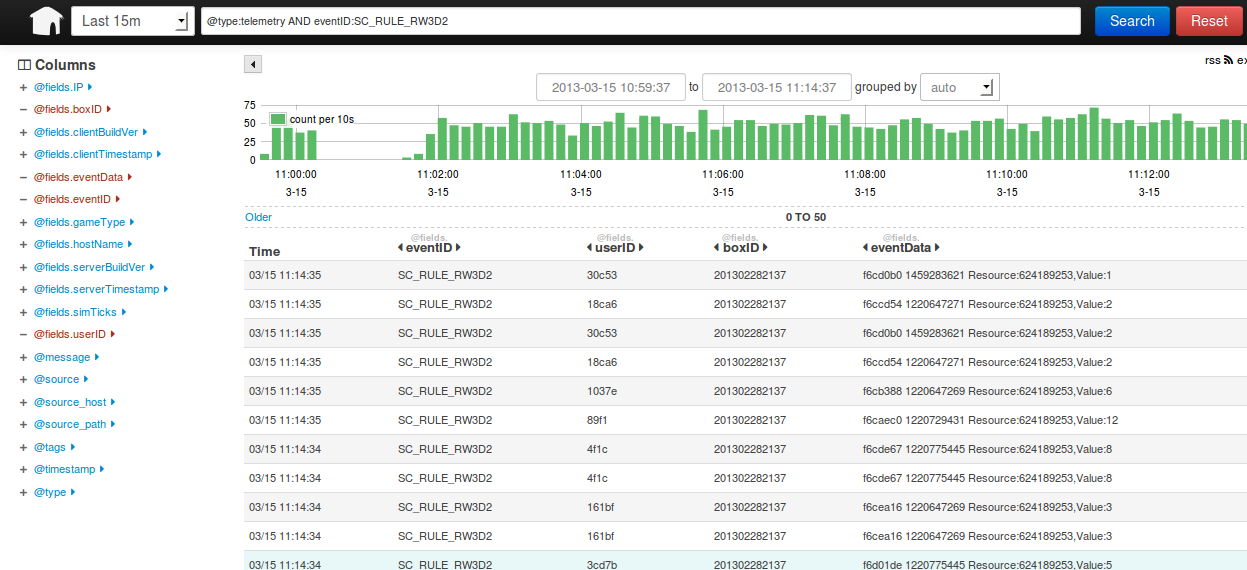 Last 15m @type:telemetry AND eventID:SC_RULE_RW3D2 Search Reset
Columns
rss ex
@fields.IP
@fields.boxID
@fields.clientBuildVer
@fields.clientTimestamp
@fields.eventData
@fields.eventID
@fields.gameType
@fields.hostName
@fields.serverBuildVer
@fields.serverTimestamp
@fields.simTicks
@fields.userID
@message
@source
@source_host
@source_path
@tags
@timestamp
@type
2013-03-15 10:59:37 to 2013-03-15 11:14:37 grouped by auto
75
50
25
0
count per 10s
11:00:00 11:02:00 11:04:00 11:06:00 11:08:00 11:10:00 11:12:00
3-15 3-15 3-15 3-15 3-15 3-15 3-15
Older 0 TO 50
@fields. @fields. @fields. @fields.
Time eventID userID boxID eventData
03/15 11:14:35 SC_RULE_RW3D2 30c53 201302282137 f6cd0b0 1459283621 Resource:624189253,Value:1
03/15 11:14:35 SC_RULE_RW3D2 18ca6 201302282137 f6ccd54 1220647271 Resource:624189253,Value:2
03/15 11:14:35 SC_RULE_RW3D2 30c53 201302282137 f6cd0b0 1459283621 Resource:624189253,Value:2
03/15 11:14:35 SC_RULE_RW3D2 18ca6 201302282137 f6ccd54 1220647271 Resource:624189253,Value:2
03/15 11:14:35 SC_RULE_RW3D2 1037e 201302282137 f6cb388 1220647269 Resource:624189253,Value:6
03/15 11:14:35 SC_RULE_RW3D2 89f1 201302282137 f6caec0 1220729431 Resource:624189253,Value:12
03/15 11:14:34 SC_RULE_RW3D2 4f1c 201302282137 f6cde67 1220775445 Resource:624189253,Value:8
03/15 11:14:34 SC_RULE_RW3D2 4f1c 201302282137 f6cde67 1220775445 Resource:624189253,Value:8
03/15 11:14:34 SC_RULE_RW3D2 161bf 201302282137 f6cea16 1220647269 Resource:624189253,Value:3
03/15 11:14:34 SC_RULE_RW3D2 161bf 201302282137 f6cea16 1220647269 Resource:624189253,Value:3
03/15 11:14:34 SC_RULE_RW3D2 3cd7b 201302282137 f6d01de 1220775445 Resource:624189253,Value:5